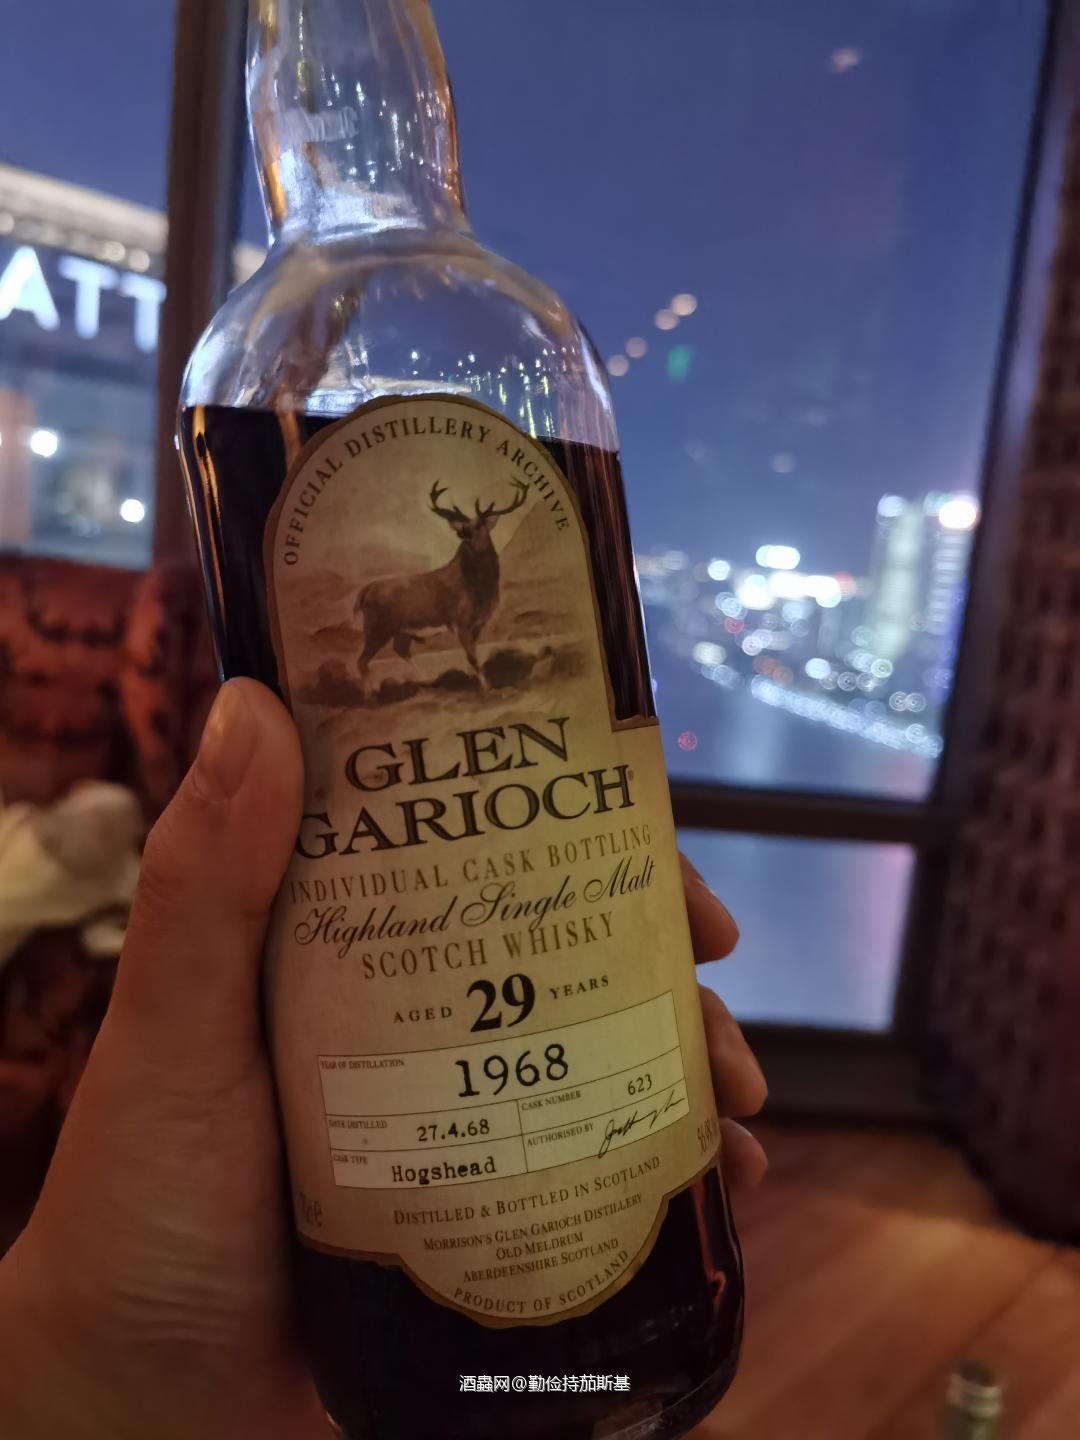 ATT
OFFICIAL DISTILLERY ARCHIVE
GLEN
GARIOCH
INDIVIDUAL CASK BOTTLING
Highland Single Malt
SCOTCH WHISKY
AGED 29 YEARS
YEAR OF DISTILLATION
1968
DATE DISTILLED 27.4.68
CASK NUMBER 623
CASK TYPE Hogshead
AUTHORISED BY
DISTILLED & BOTTLED IN SCOTLAND
MORRISON'S GLEN GARIOCH DISTILLERY
OLD MELDRUM
ABERDEENSHIRE SCOTLAND
PRODUCT OF SCOTLAND
酒蟲网@勤俭持茄斯基